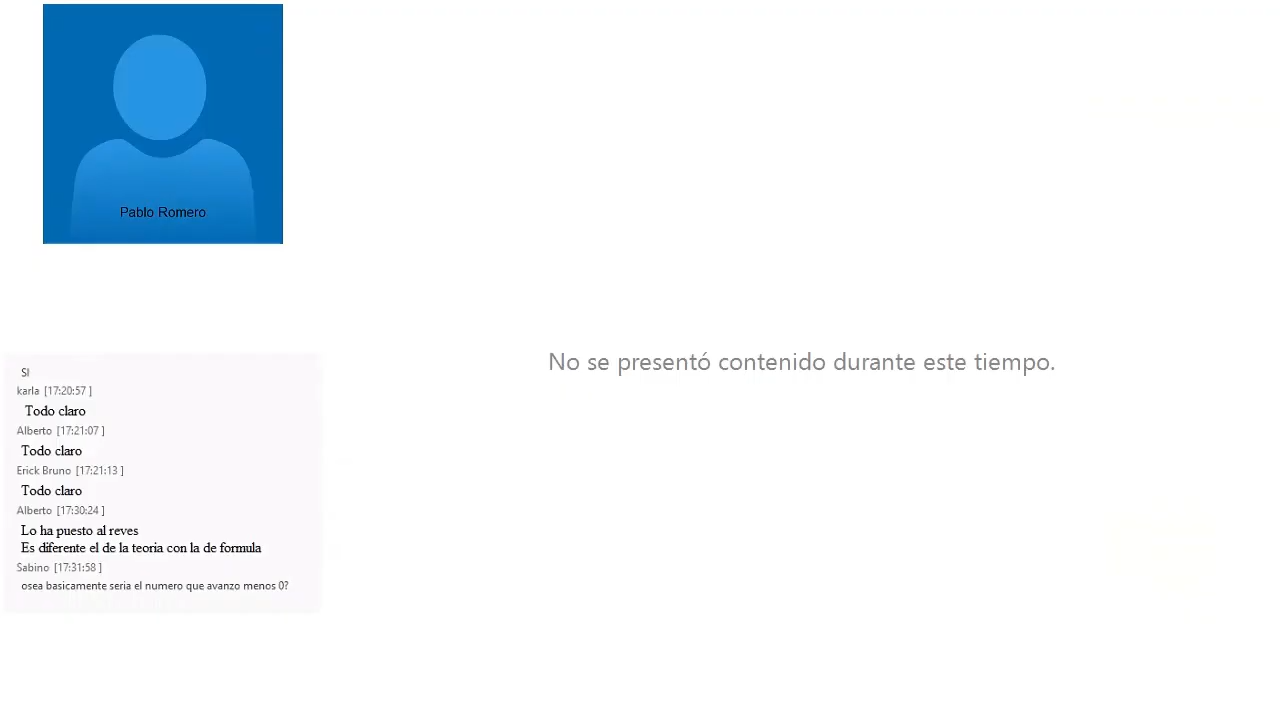 Pablo Romero
No se presentó contenido durante este tiempo.
SI
karla [17:20:57 ]
Todo claro
Alberto [17:21:07 ]
Todo claro
Erick Bruno [17:21:13 ]
Todo claro
Alberto [17:30:24 ]
Lo ha puesto al reves
Es diferente el de la teoria con la de formula
Sabino [17:31:58 ]
osea basicamente seria el numero que avanzo menos 0?